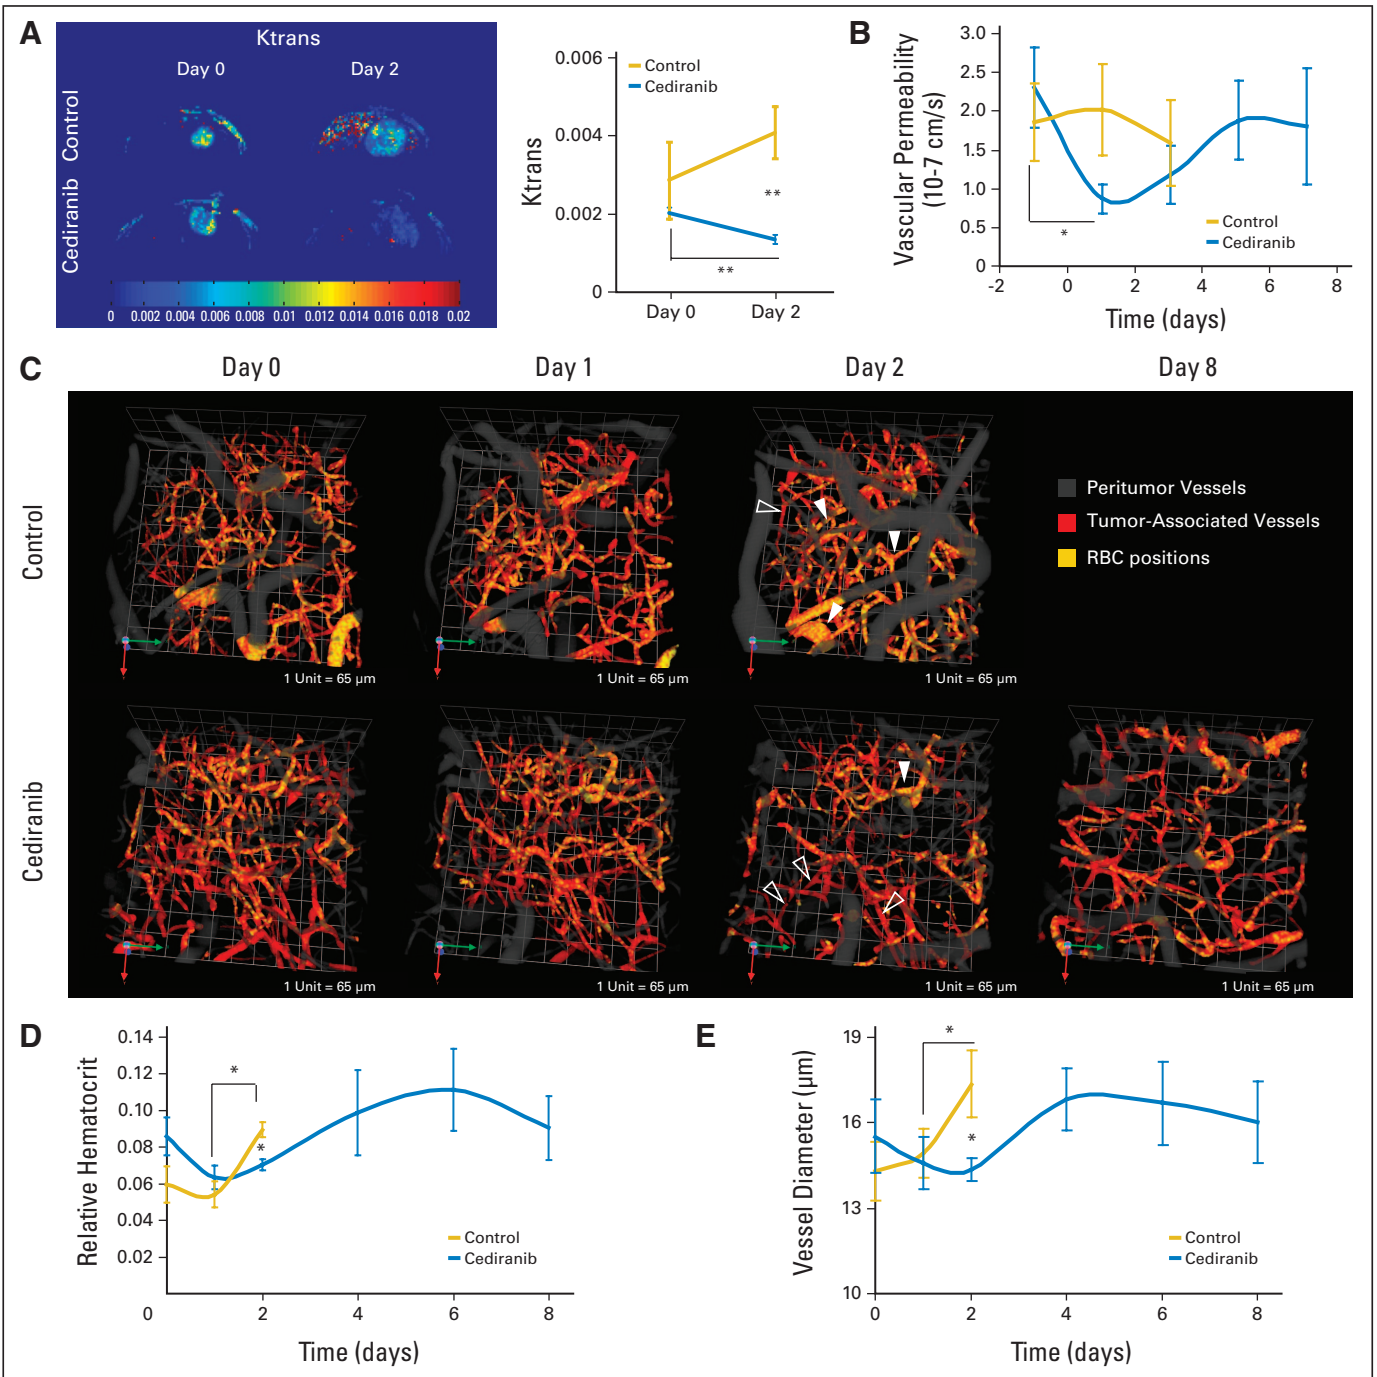 A
Ktrans
Day 0 Day 2
Control
Cediranib
0 0.002 0.004 0.006 0.008 0.01 0.012 0.014 0.016 0.018 0.02
Ktrans
0.006
0.004
0.002
0
Control
Cediranib
**
**
Day 0 Day 2
B
Vascular Permeability
(10-7 cm/s)
3.0
2.5
2.0
1.5
1.0
0.5
0
*
Control
Cediranib
-2 0 2 4 6 8
Time (days)
C
Day 0 Day 1 Day 2 Day 8
Control
Peritumor Vessels
Tumor-Associated Vessels
RBC positions
1 Unit = 65 µm 1 Unit = 65 µm 1 Unit = 65 µm
Cediranib
1 Unit = 65 µm 1 Unit = 65 µm 1 Unit = 65 µm 1 Unit = 65 µm
D
Relative Hematocrit
0.14
0.12
0.10
0.08
0.06
0.04
0.02
*
*
Control
Cediranib
0 2 4 6 8
Time (days)
E
Vessel Diameter (µm)
19
16
13
10
*
*
Control
Cediranib
0 2 4 6 8
Time (days)